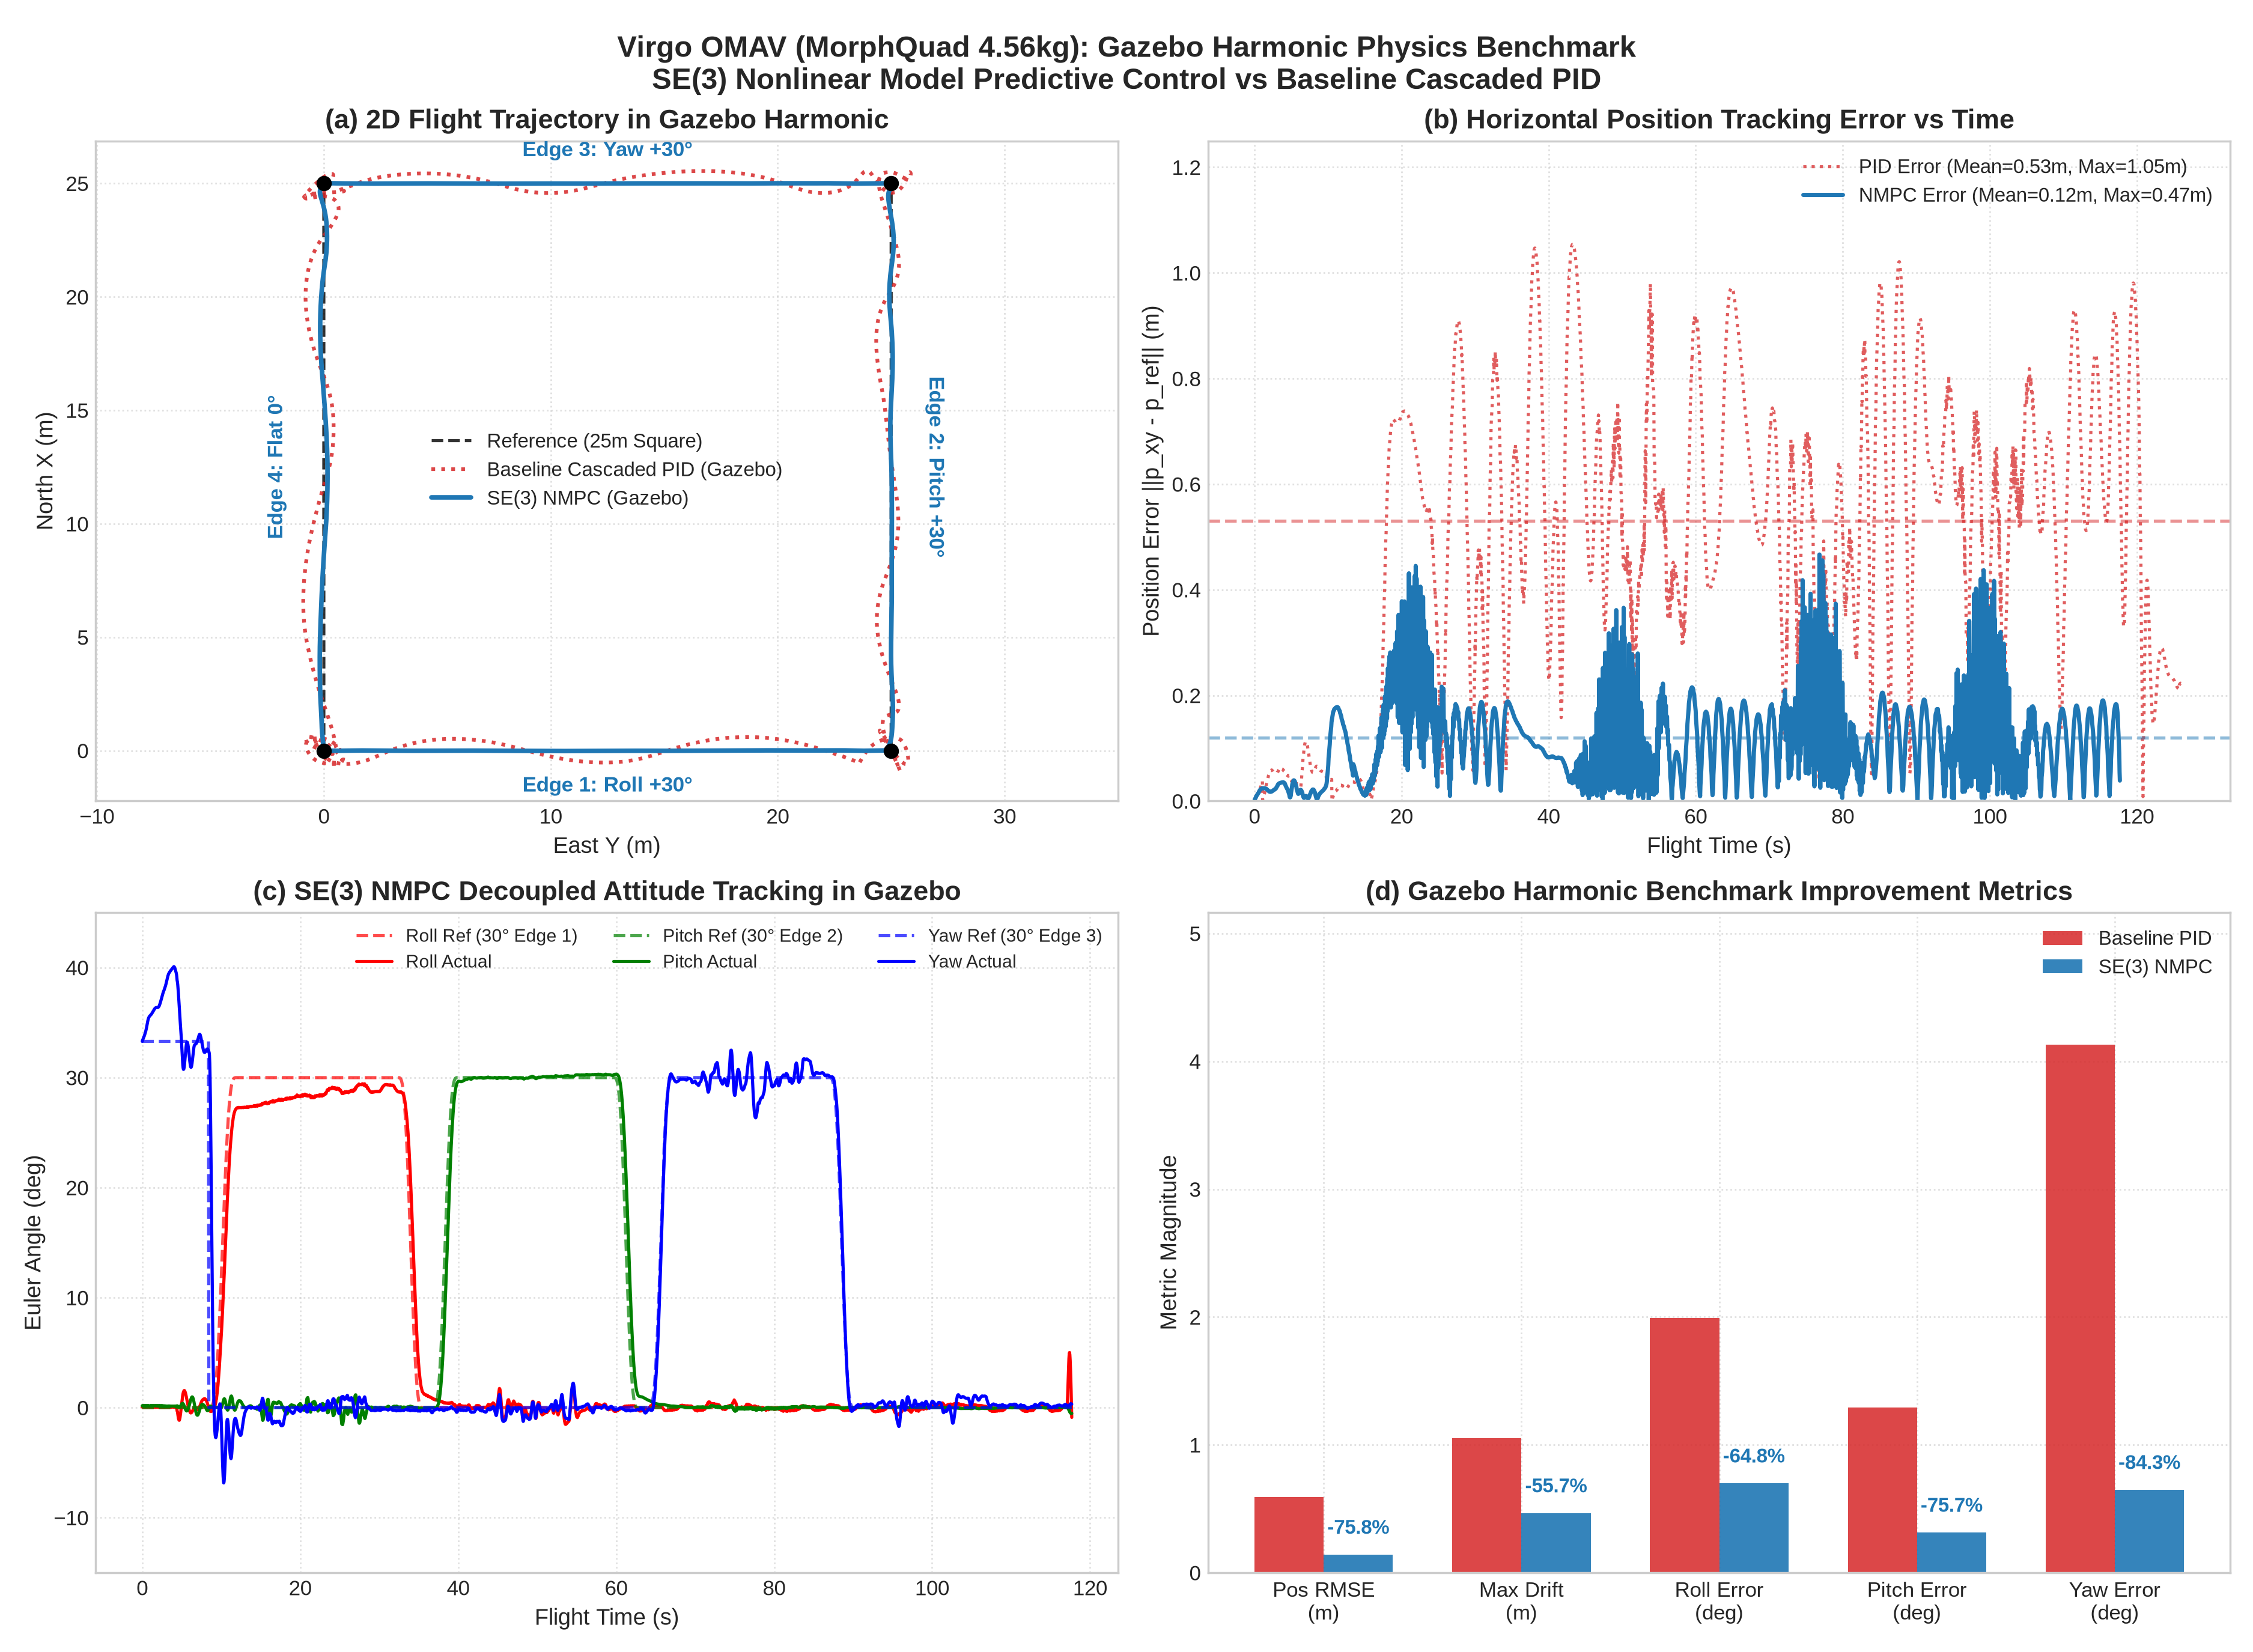 Virgo OMAV (MorphQuad 4.56kg): Gazebo Harmonic Physics Benchmark
SE(3) Nonlinear Model Predictive Control vs Baseline Cascaded PID
(a) 2D Flight Trajectory in Gazebo Harmonic
Edge 3: Yaw +30°
25
20
15
10
5
0
North X (m)
Edge 4: Flat 0°
Edge 2: Pitch +30°
Reference (25m Square)
Baseline Cascaded PID (Gazebo)
SE(3) NMPC (Gazebo)
Edge 1: Roll +30°
−10 0 10 20 30
East Y (m)
(b) Horizontal Position Tracking Error vs Time
PID Error (Mean=0.53m, Max=1.05m)
NMPC Error (Mean=0.12m, Max=0.47m)
1.2
1.0
0.8
0.6
0.4
0.2
0.0
Position Error ||p_xy - p_ref|| (m)
0 20 40 60 80 100 120
Flight Time (s)
(c) SE(3) NMPC Decoupled Attitude Tracking in Gazebo
Roll Ref (30° Edge 1) Pitch Ref (30° Edge 2) Yaw Ref (30° Edge 3)
Roll Actual Pitch Actual Yaw Actual
40
30
20
10
0
−10
Euler Angle (deg)
0 20 40 60 80 100 120
Flight Time (s)
(d) Gazebo Harmonic Benchmark Improvement Metrics
Baseline PID
SE(3) NMPC
5
4
3
2
1
0
Metric Magnitude
-75.8%
-55.7%
-64.8%
-75.7%
-84.3%
Pos RMSE Max Drift Roll Error Pitch Error Yaw Error
(m) (m) (deg) (deg) (deg)